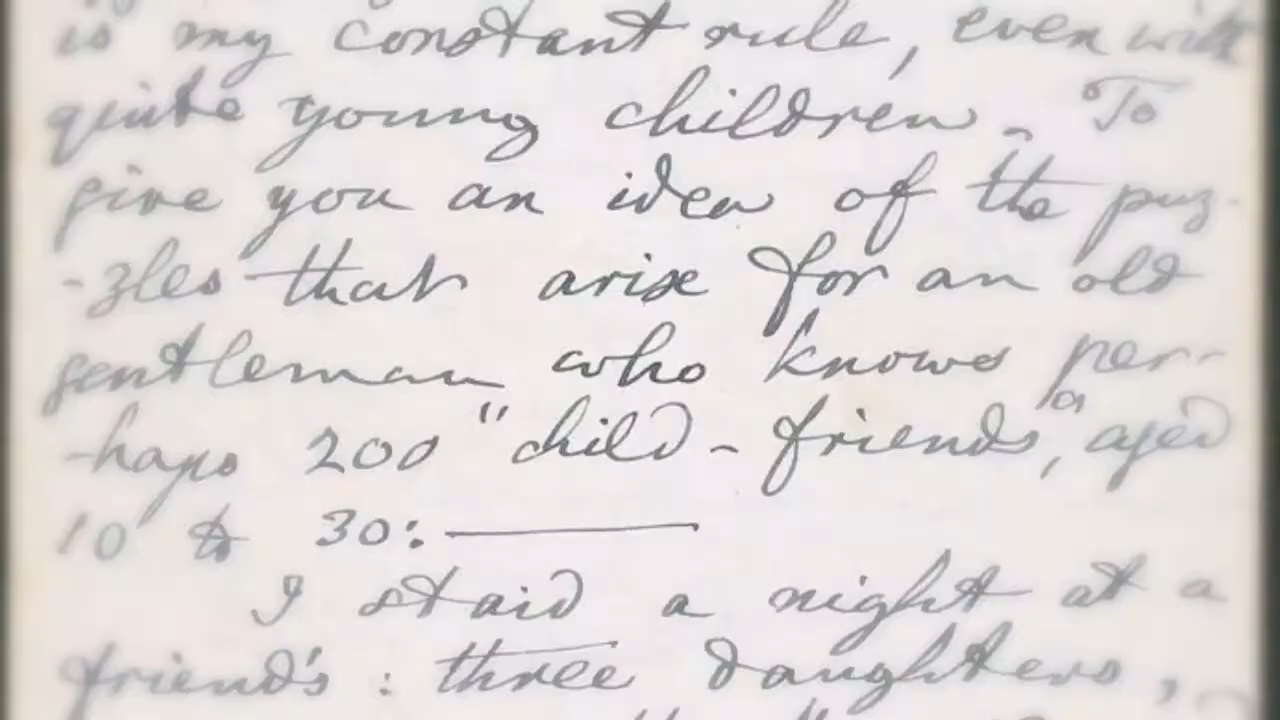 is my constant rule, even with
quite young children. To
give you an idea of the puz-
-zles that arise for an old
gentleman who knows per-
-haps 200 "child-friends," aged
10 to 30:———
I staid a night at a
friend's: three daughters,